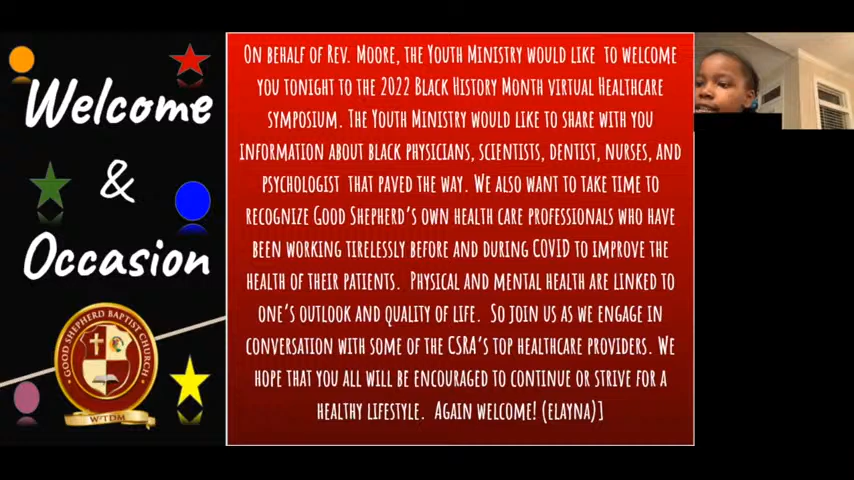 Welcome
&
Occasion
GOOD SHEPHERD BAPTIST CHURCH
W.T.D.M.
On behalf of Rev. Moore, the Youth Ministry would like to welcome
you tonight to the 2022 Black History Month virtual Healthcare
symposium. The Youth Ministry would like to share with you
information about black physicians, scientists, dentist, nurses, and
psychologist that paved the way. We also want to take time to
recognize Good Shepherd's own health care professionals who have
been working tirelessly before and during COVID to improve the
health of their patients. Physical and mental health are linked to
one's outlook and quality of life. So join us as we engage in
conversation with some of the CSRA's top healthcare providers. We
hope that you all will be encouraged to continue or strive for a
healthy lifestyle. Again welcome! (elayna)]